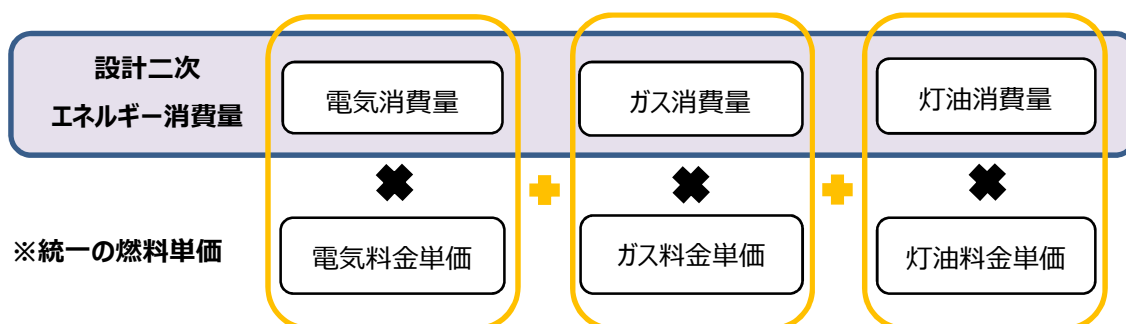 設計二次
エネルギー消費量
電気消費量
ガス消費量
灯油消費量
※統一の燃料単価
電気料金単価
ガス料金単価
灯油料金単価